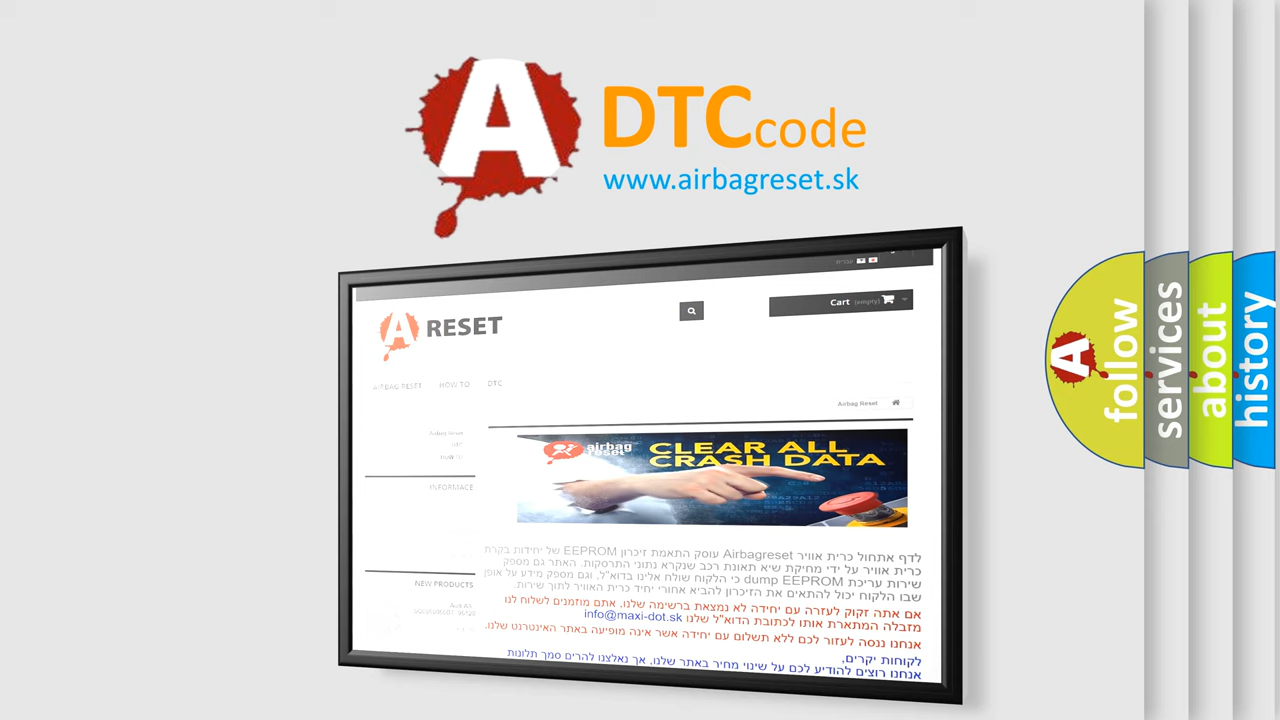 A DTC code
www.airbagreset.sk
עברית
A RESET
Cart (empty)
AIRBAG RESET HOW TO DTC
Airbag Reset
Airbag Reset
HOW TO
INFORMACE
NEW PRODUCTS
airbag
reset
CLEAR ALL
CRASH DATA
לדף אתחול כרית אוויר Airbagreset עוסק התאמת זיכרון EEPROM של יחידות בקרת
כרית אוויר על ידי מחיקת שיא תאונת רכב שנקרא נתוני התרסקות. האתר גם מספק
שירות עריכת dump EEPROM כי הלקוח שולח אלינו בדוא"ל, וגם מספק מידע על אופן
שבו הלקוח יכול להתאים את הזיכרון להביא אחורי יחיד כרית האוויר לתוך שירות.
אם אתה זקוק לעזרה עם יחידה לא נמצאת ברשימה שלנו, אתם מוזמנים לשלוח לנו
מזבלה המתארת אותו לכתובת הדוא"ל שלנו info@maxi-dot.sk
אנחנו ננסה לעזור לכם ללא תשלום עם יחידה אשר אינה מופיעה באתר האינטרנט שלנו.
לקוחות יקרים,
אנחנו רוצים להודיע לכם על שינוי מחיר באתר שלנו, אך נאלצנו להרים סמך תלונות
A follow
services
about
history